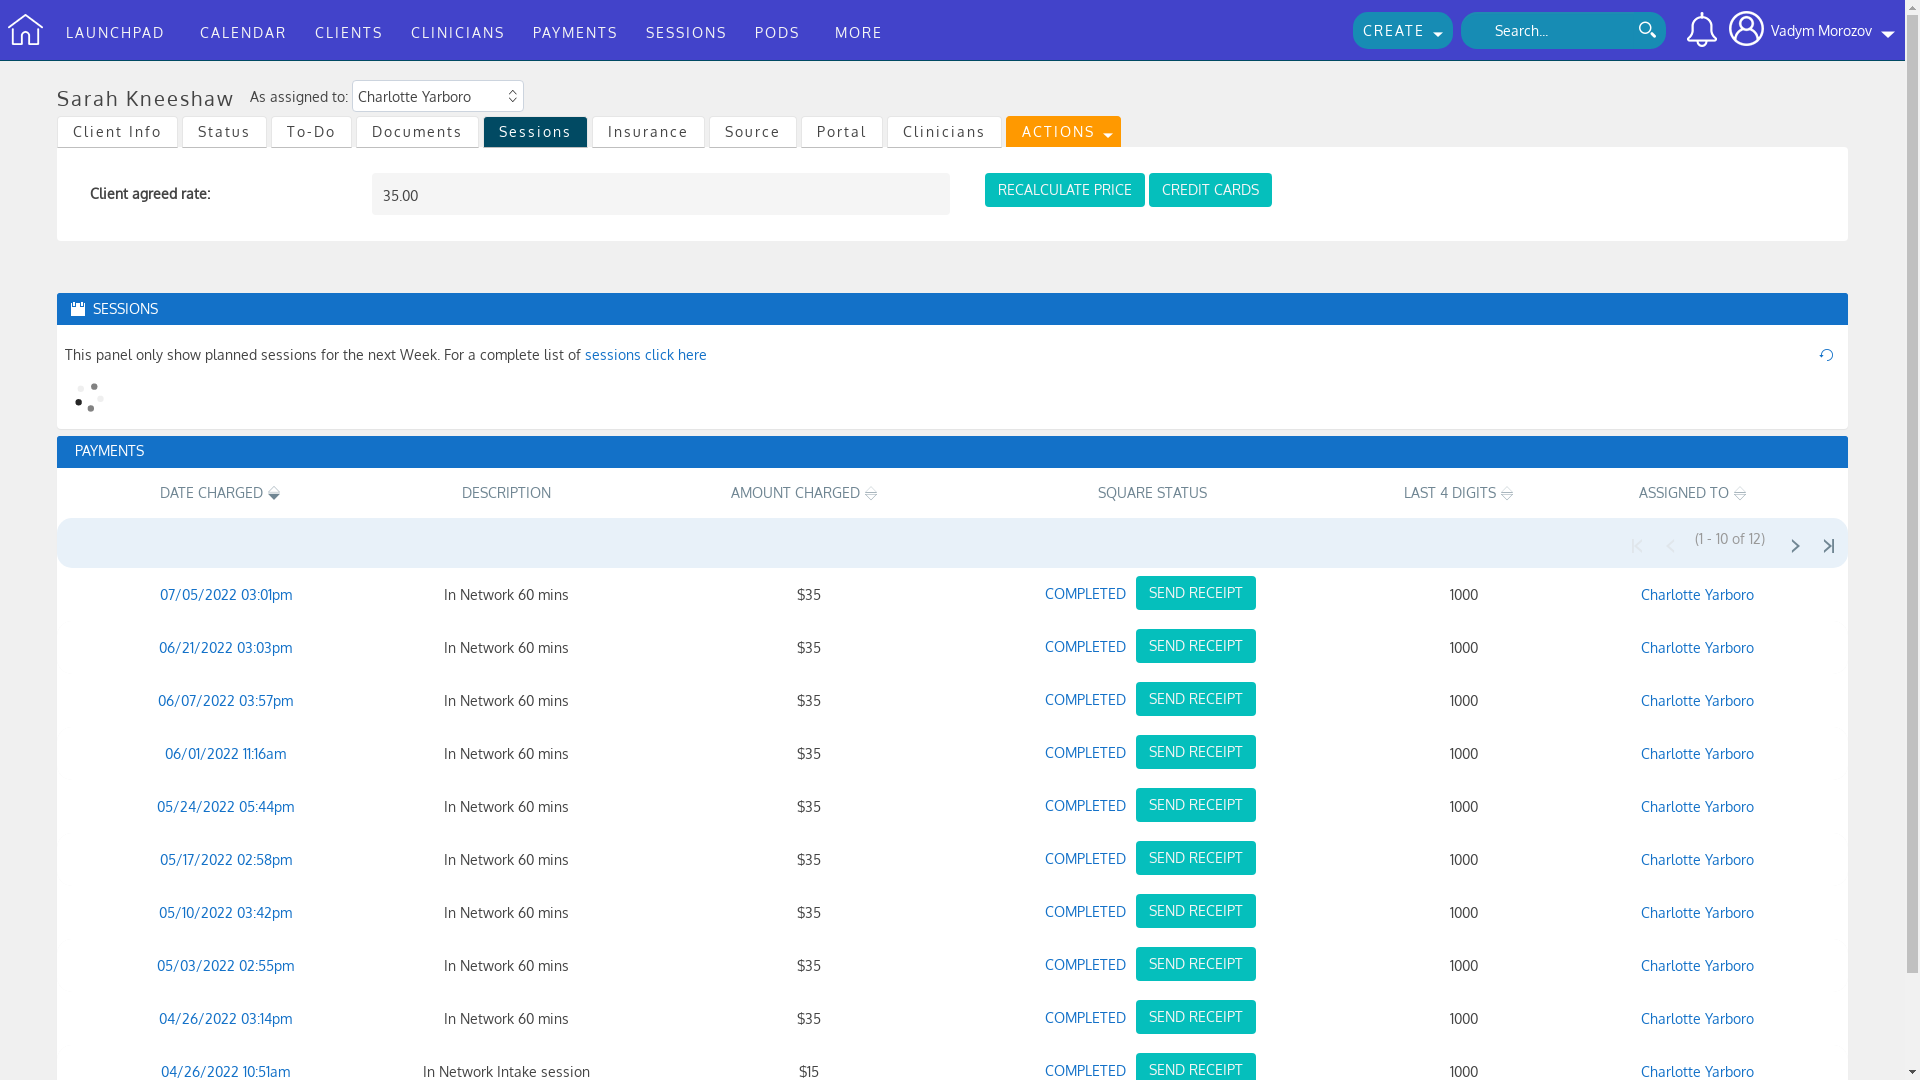 LAUNCHPAD CALENDAR CLIENTS CLINICIANS PAYMENTS SESSIONS PODS MORE CREATE Search... Vadym Morozov
Sarah Kneeshaw As assigned to: Charlotte Yarboro
Client Info Status To-Do Documents Sessions Insurance Source Portal Clinicians ACTIONS
Client agreed rate: 35.00 RECALCULATE PRICE CREDIT CARDS
SESSIONS
This panel only show planned sessions for the next Week. For a complete list of sessions click here
PAYMENTS
DATE CHARGED DESCRIPTION AMOUNT CHARGED SQUARE STATUS LAST 4 DIGITS ASSIGNED TO
(1 - 10 of 12)
07/05/2022 03:01pm In Network 60 mins $35 COMPLETED SEND RECEIPT 1000 Charlotte Yarboro
06/21/2022 03:03pm In Network 60 mins $35 COMPLETED SEND RECEIPT 1000 Charlotte Yarboro
06/07/2022 03:57pm In Network 60 mins $35 COMPLETED SEND RECEIPT 1000 Charlotte Yarboro
06/01/2022 11:16am In Network 60 mins $35 COMPLETED SEND RECEIPT 1000 Charlotte Yarboro
05/24/2022 05:44pm In Network 60 mins $35 COMPLETED SEND RECEIPT 1000 Charlotte Yarboro
05/17/2022 02:58pm In Network 60 mins $35 COMPLETED SEND RECEIPT 1000 Charlotte Yarboro
05/10/2022 03:42pm In Network 60 mins $35 COMPLETED SEND RECEIPT 1000 Charlotte Yarboro
05/03/2022 02:55pm In Network 60 mins $35 COMPLETED SEND RECEIPT 1000 Charlotte Yarboro
04/26/2022 03:14pm In Network 60 mins $35 COMPLETED SEND RECEIPT 1000 Charlotte Yarboro
04/26/2022 10:51am In Network Intake session $15 COMPLETED SEND RECEIPT 1000 Charlotte Yarboro